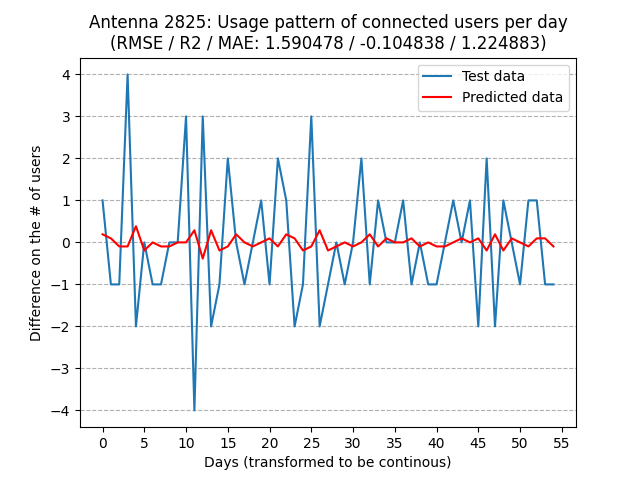 Antenna 2825: Usage pattern of connected users per day
(RMSE / R2 / MAE: 1.590478 / -0.104838 / 1.224883)
Test data
Predicted data
4
3
2
1
0
−1
−2
−3
−4
Difference on the # of users
0 5 10 15 20 25 30 35 40 45 50 55
Days (transformed to be continous)